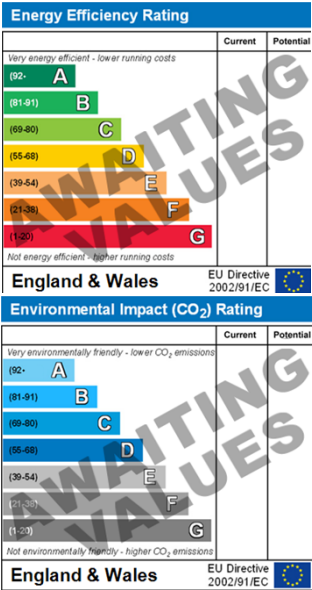 Energy Efficiency Rating
Current Potential
Very energy efficient - lower running costs
(92+ A
(81-91) B
(69-80) C
(55-68) D
(39-54) E
(21-38) F
(1-20) G
Not energy efficient - higher running costs
AWAITING
VALUES
England & Wales
EU Directive
2002/91/EC
Environmental Impact (CO₂) Rating
Current Potential
Very environmentally friendly - lower CO₂ emissions
(92+ A
(81-91) B
(69-80) C
(55-68) D
(39-54) E
(21-38) F
(1-20) G
Not environmentally friendly - higher CO₂ emissions
AWAITING
VALUES
England & Wales
EU Directive
2002/91/EC